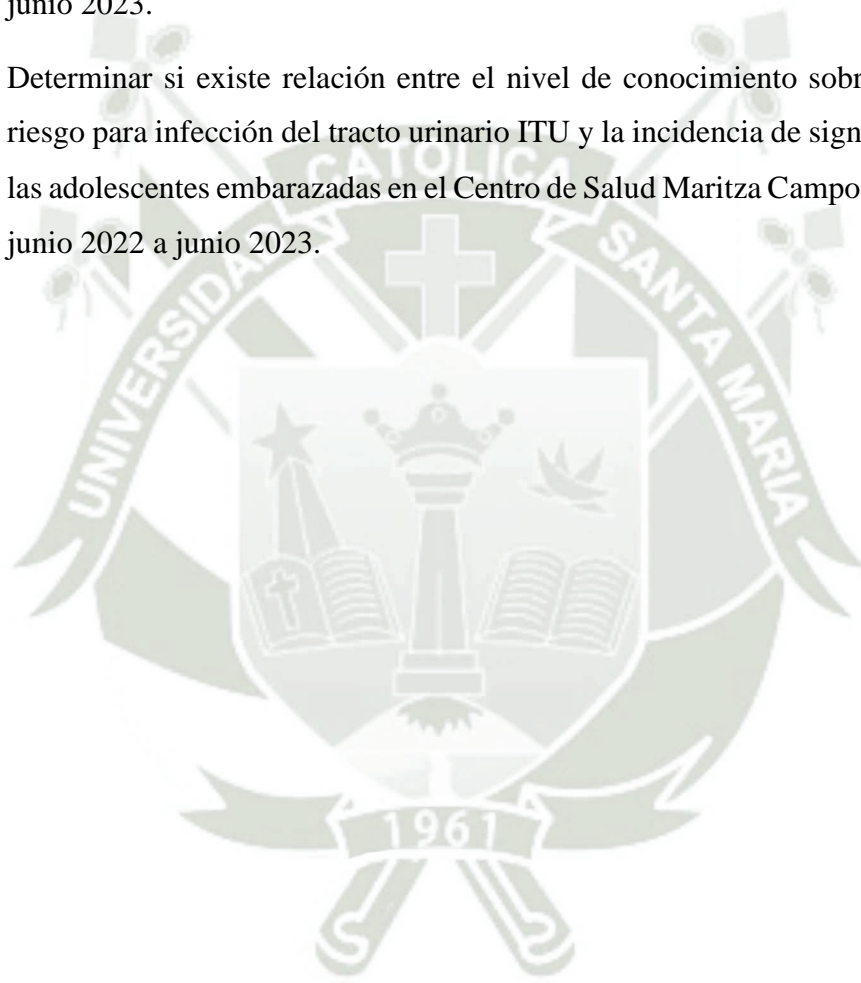 junio 2023.
Determinar si existe relación entre el nivel de conocimiento sobr
riesgo para infección del tracto urinario ITU y la incidencia de sign
las adolescentes embarazadas en el Centro de Salud Maritza Campo
junio 2022 a junio 2023.
UNIVERSIDAD CATOLICA SANTA MARIA
1961